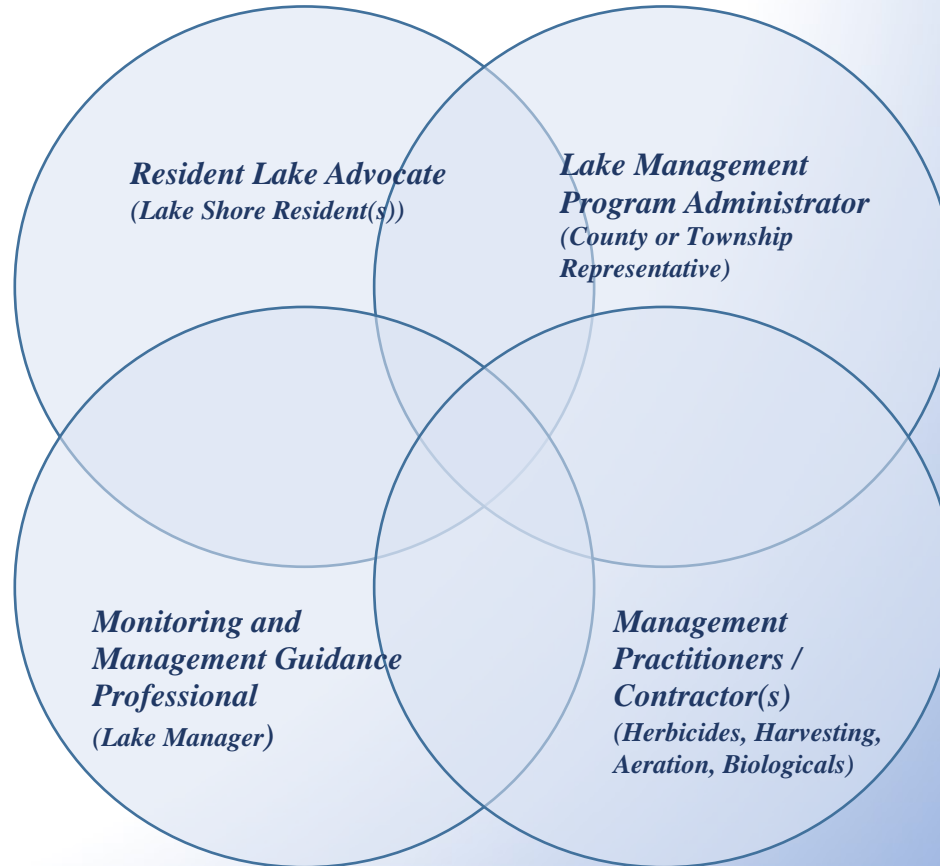 Resident Lake Advocate
(Lake Shore Resident(s))
Lake Management
Program Administrator
(County or Township
Representative)
Monitoring and
Management Guidance
Professional
(Lake Manager)
Management
Practitioners /
Contractor(s)
(Herbicides, Harvesting,
Aeration, Biologicals)